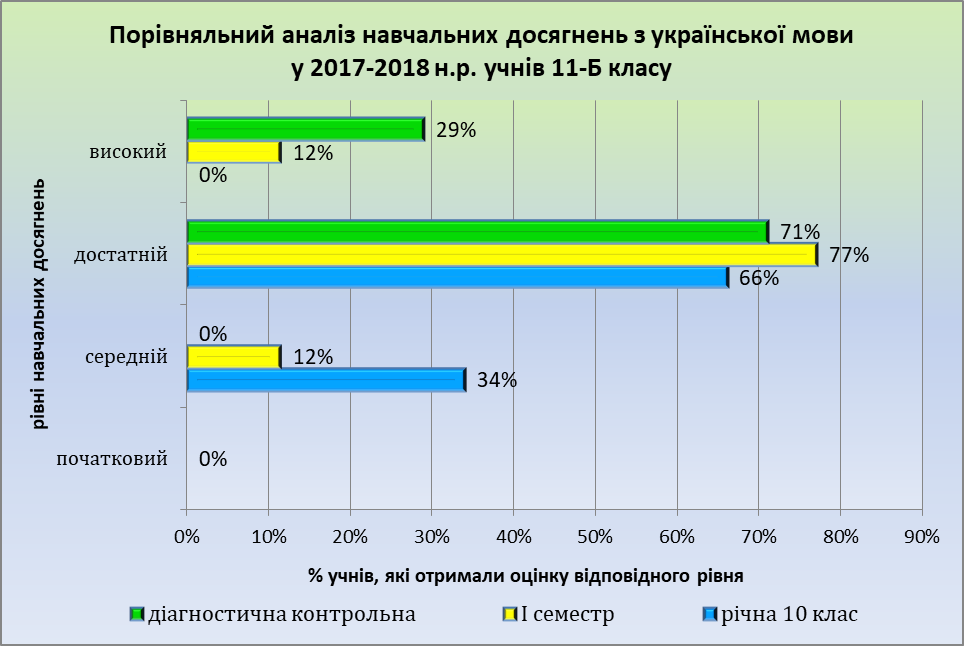 Порівняльний аналіз навчальних досягнень з української мови
у 2017-2018 н.р. учнів 11-Б класу
рівні навчальних досягнень
високий
29%
12%
0%
достатній
71%
77%
66%
середній
0%
12%
34%
початковий
0%
0% 10% 20% 30% 40% 50% 60% 70% 80% 90%
% учнів, які отримали оцінку відповідного рівня
діагностична контрольна І семестр річна 10 клас